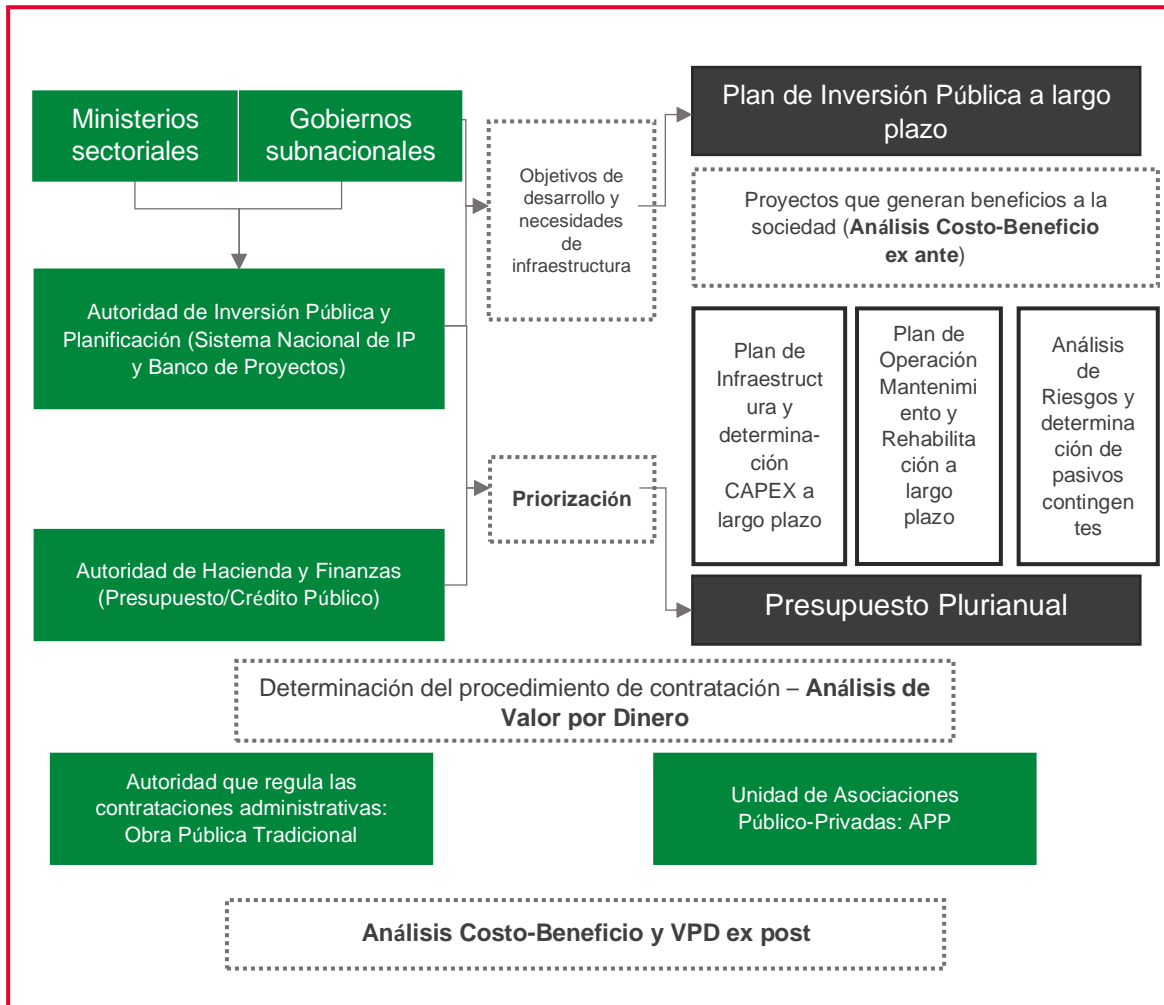 Ministerios
sectoriales
Gobiernos
subnacionales
Objetivos de
desarrollo y
necesidades
de
infraestructura
Plan de Inversión Pública a largo
plazo
Proyectos que generan beneficios a la
sociedad (Análisis Costo-Beneficio
ex ante)
Autoridad de Inversión Pública y
Planificación (Sistema Nacional de IP
y Banco de Proyectos)
Plan de
Infraestruct
ura y
determina-
ción
CAPEX a
largo plazo
Plan de
Operación
Mantenimi
ento y
Rehabilita
ción a
largo
plazo
Análisis
de
Riesgos y
determina
ción de
pasivos
contingen
tes
Priorización
Autoridad de Hacienda y Finanzas
(Presupuesto/Crédito Público)
Presupuesto Plurianual
Determinación del procedimiento de contratación – Análisis de
Valor por Dinero
Autoridad que regula las
contrataciones administrativas:
Obra Pública Tradicional
Unidad de Asociaciones
Público-Privadas: APP
Análisis Costo-Beneficio y VPD ex post